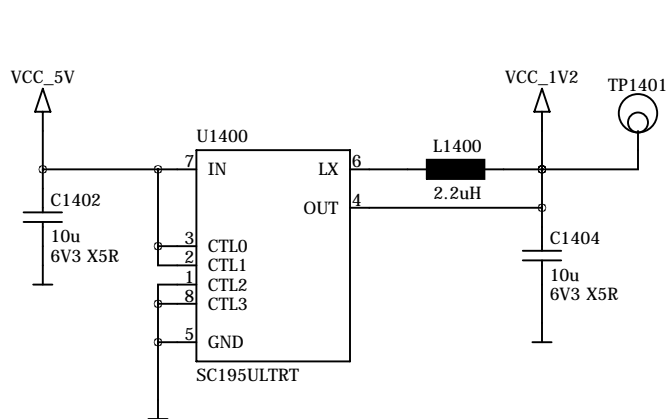 VCC_5V
VCC_1V2
TP1401
U1400
L1400
7 IN
LX 6
2.2uH
C1402
10u
6V3 X5R
OUT 4
3 CTL0
2 CTL1
1 CTL2
8 CTL3
C1404
10u
6V3 X5R
5 GND
SC195ULTRT